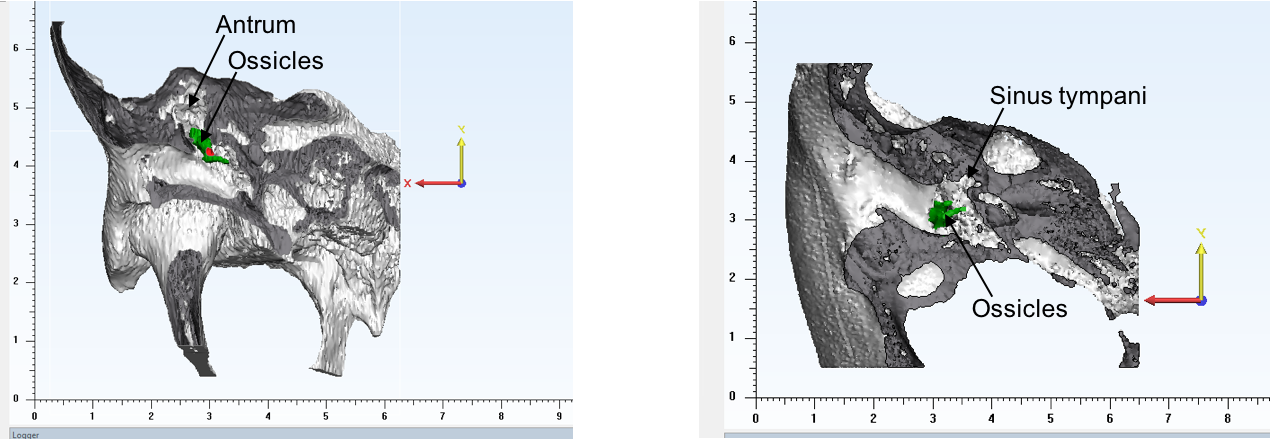 Antrum
Ossicles
6
5
4
3
2
1
0
Y
X
0 1 2 3 4 5 6 7 8 9
Logger
6
5
4
3
2
1
0
Sinus tympani
Ossicles
Y
0 1 2 3 4 5 6 7 8